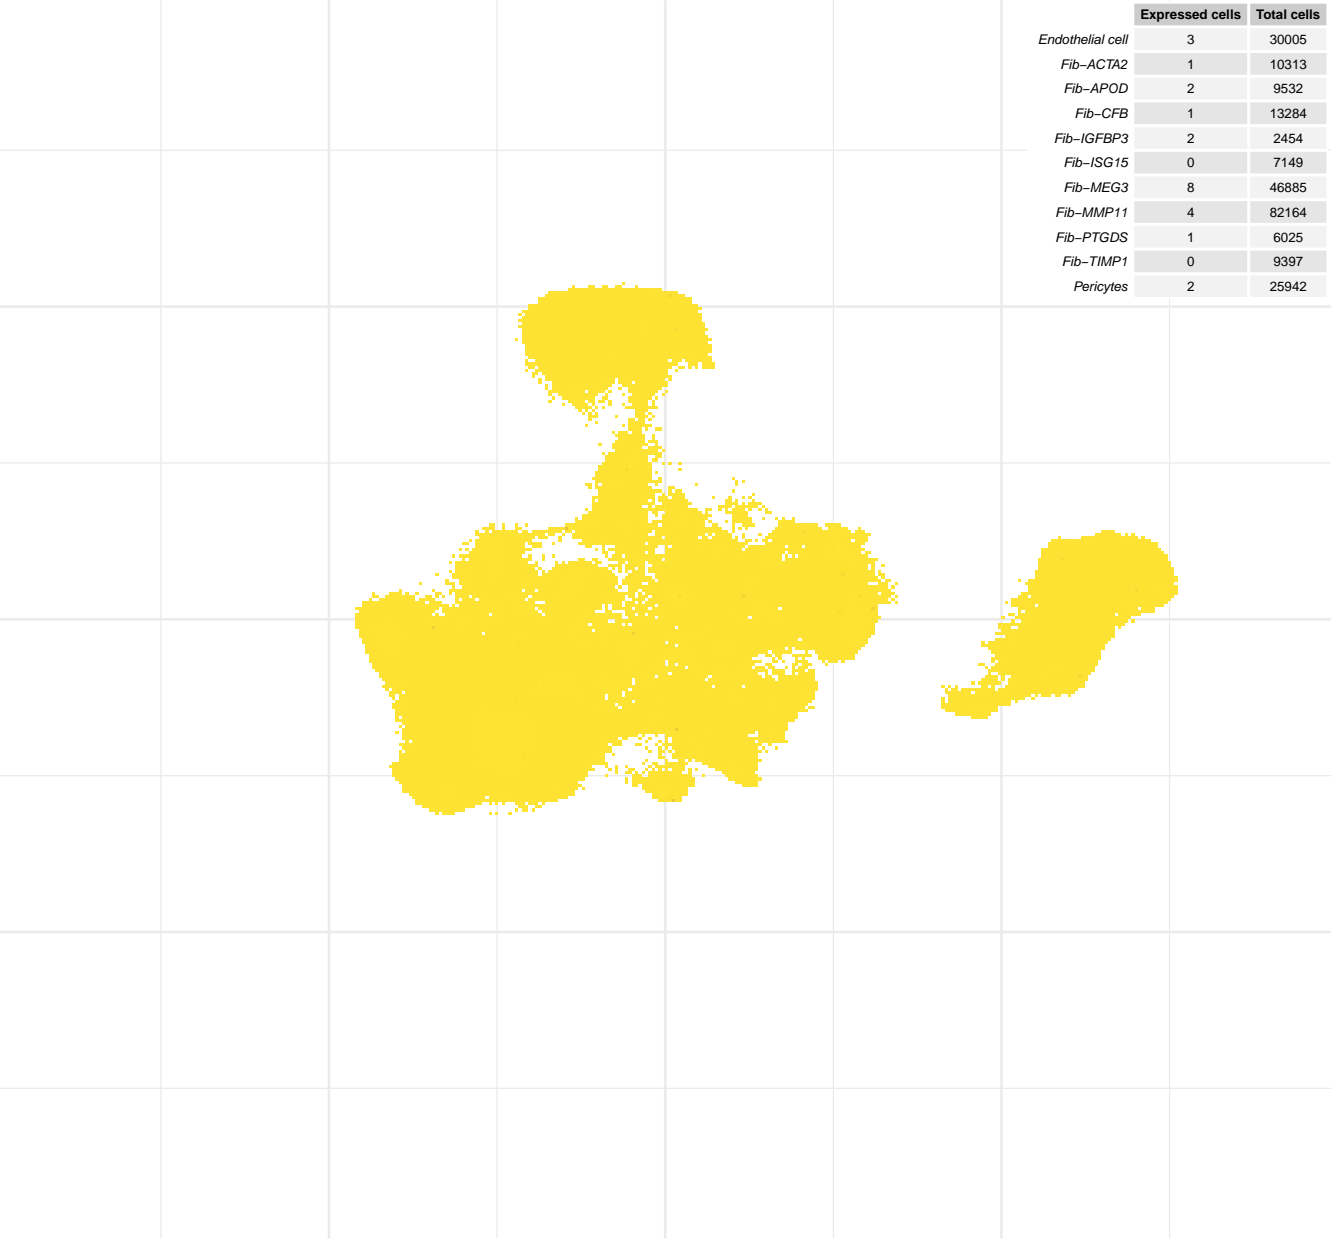 Expressed cells Total cells
Endothelial cell 3 30005
Fib−ACTA2 1 10313
Fib−APOD 2 9532
Fib−CFB 1 13284
Fib−IGFBP3 2 2454
Fib−ISG15 0 7149
Fib−MEG3 8 46885
Fib−MMP11 4 82164
Fib−PTGDS 1 6025
Fib−TIMP1 0 9397
Pericytes 2 25942